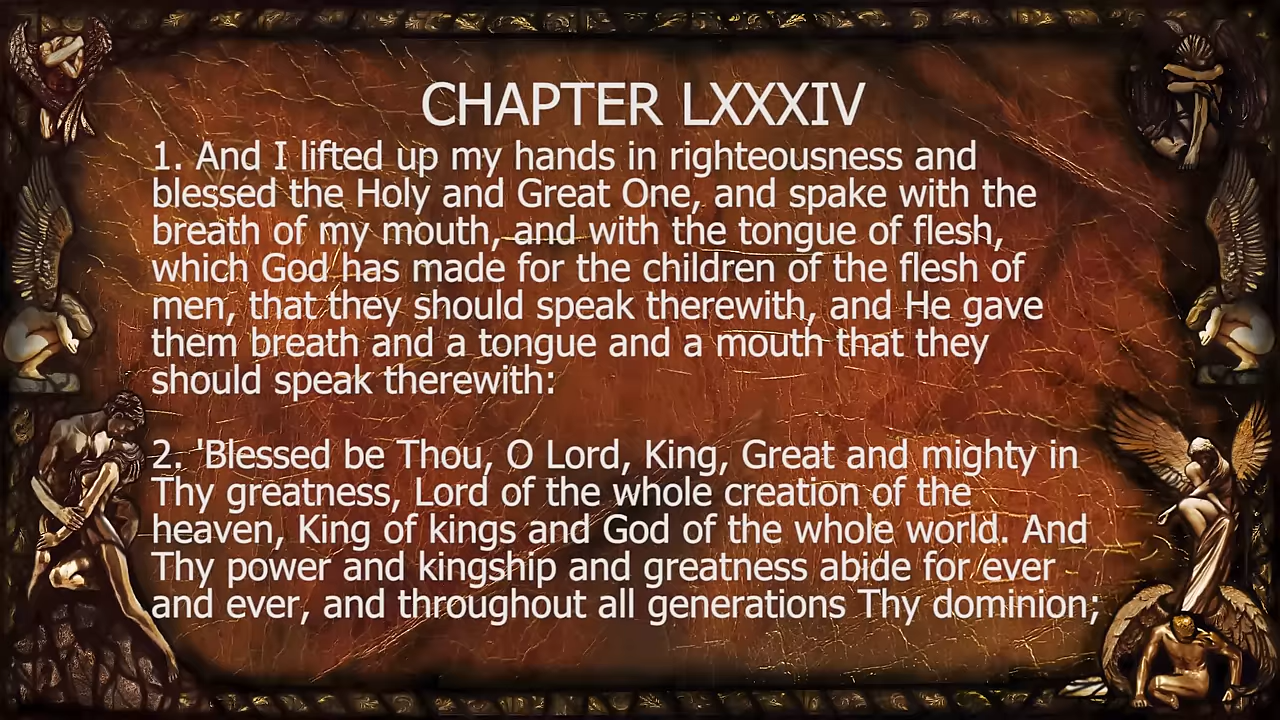 CHAPTER LXXXIV
1. And I lifted up my hands in righteousness and
blessed the Holy and Great One, and spake with the
breath of my mouth, and with the tongue of flesh,
which God has made for the children of the flesh of
men, that they should speak therewith, and He gave
them breath and a tongue and a mouth that they
should speak therewith:
2. 'Blessed be Thou, O Lord, King, Great and mighty in
Thy greatness, Lord of the whole creation of the
heaven, King of kings and God of the whole world. And
Thy power and kingship and greatness abide for ever
and ever, and throughout all generations Thy dominion;